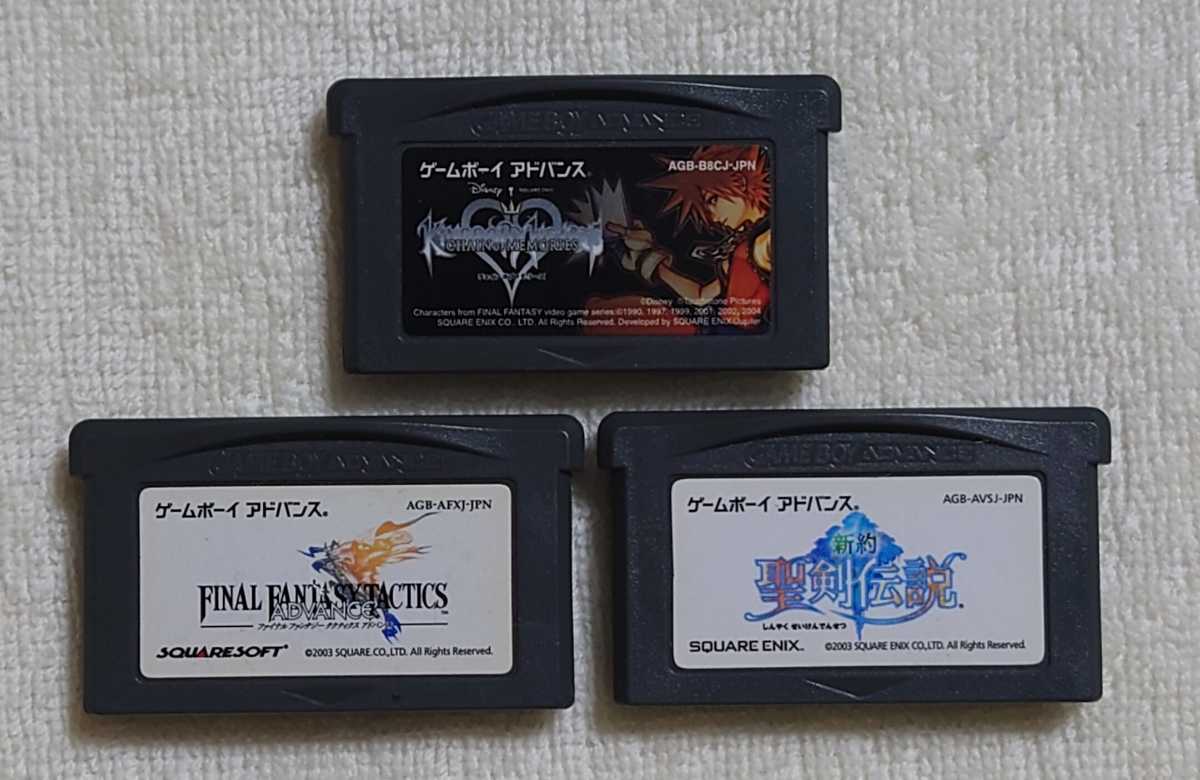 GAME BOY ADVANCE
ゲームボーイ アドバンス®
AGB-B8CJ-JPN
Disney
SQUARE ENIX
KINGDOM HEARTS
CHAIN OF MEMORIES
©Disney ©Touchstone Pictures
Characters from FINAL FANTASY video game series:©1990, 1997, 1999, 2001, 2002, 2004
SQUARE ENIX CO., LTD. All Rights Reserved. Developed by SQUARE ENIX/Jupiter
GAME BOY ADVANCE
ゲームボーイ アドバンス®
AGB-AFXJ-JPN
FINAL FANTASY TACTICS™
ADVANCE
ファイナル ファンタジー タクティクス アドバンス
SQUARESOFT®
©2003 SQUARE CO.,LTD. All Rights Reserved.
GAME BOY ADVANCE
ゲームボーイ アドバンス®
AGB-AVSJ-JPN
新約
聖剣伝説™
しんやく せいけんでんせつ
SQUARE ENIX™
©2003 SQUARE ENIX CO.,LTD. All Rights Reserved.